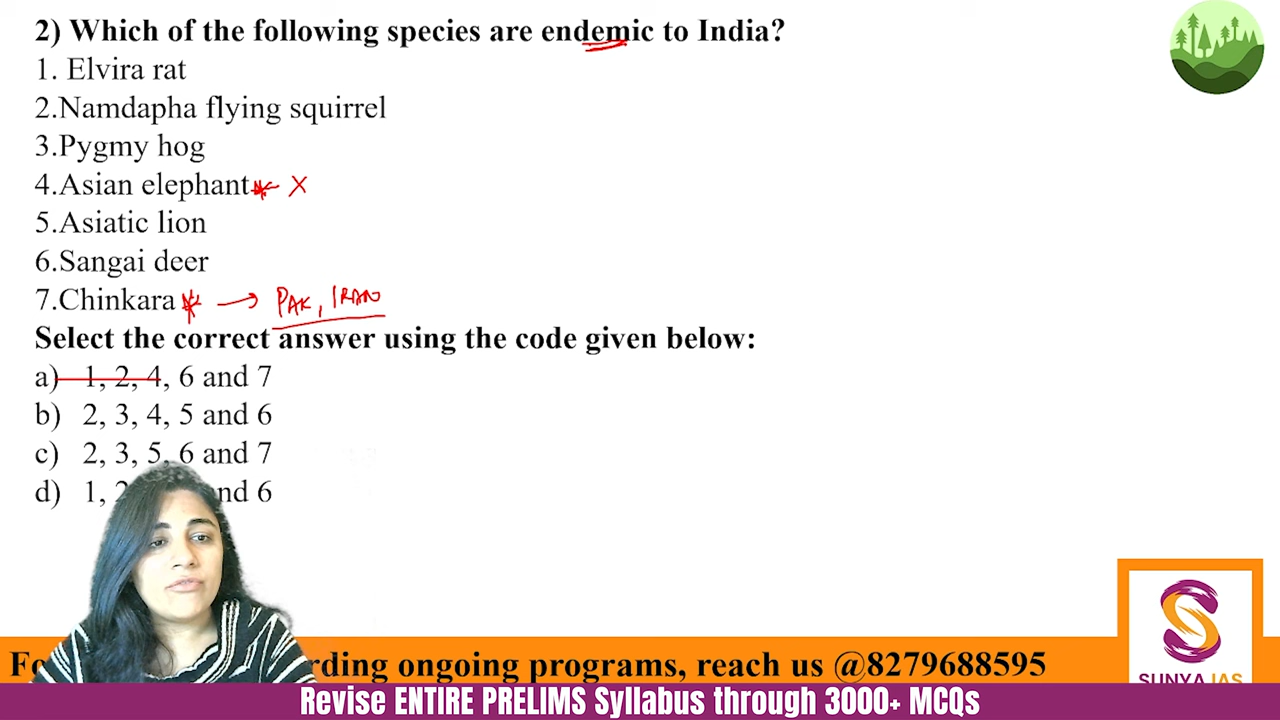 2) Which of the following species are endemic to India?
1. Elvira rat
2.Namdapha flying squirrel
3.Pygmy hog
4.Asian elephant X
5.Asiatic lion
6.Sangai deer
7.Chinkara → PAK, IRAN
Select the correct answer using the code given below:
a) 1, 2, 4, 6 and 7
b) 2, 3, 4, 5 and 6
c) 2, 3, 5, 6 and 7
d) 1, and 6
ongoing programs, reach us @8279688595
SUNYA IAS
Revise ENTIRE PRELIMS Syllabus through 3000+ MCQs